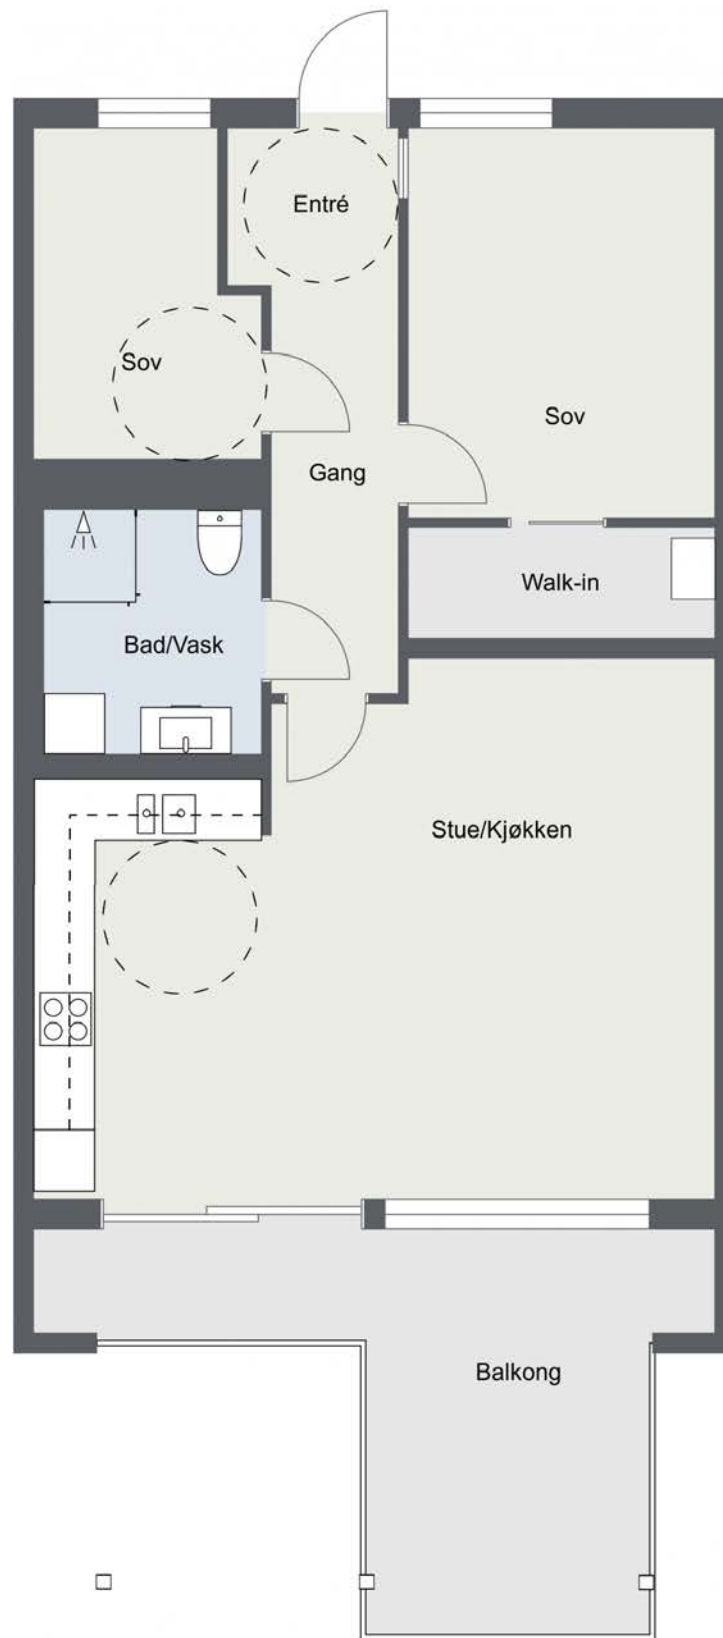 Entré
Sov
Sov
Gang
Walk-in
Bad/Vask
Stue/Kjøkken
Balkong